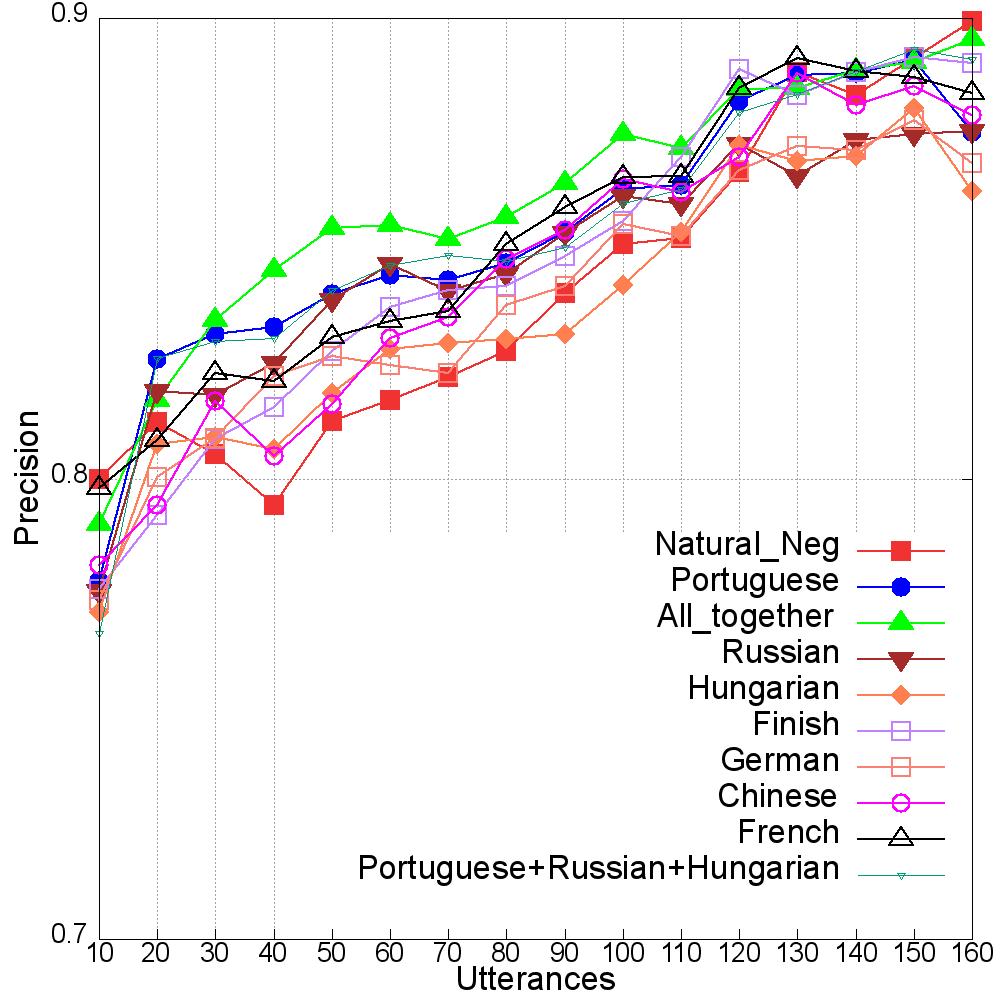 0.9
0.8
0.7
Precision
Natural_Neg
Portuguese
All_together
Russian
Hungarian
Finish
German
Chinese
French
Portuguese+Russian+Hungarian
10 20 30 40 50 60 70 80 90 100 110 120 130 140 150 160
Utterances